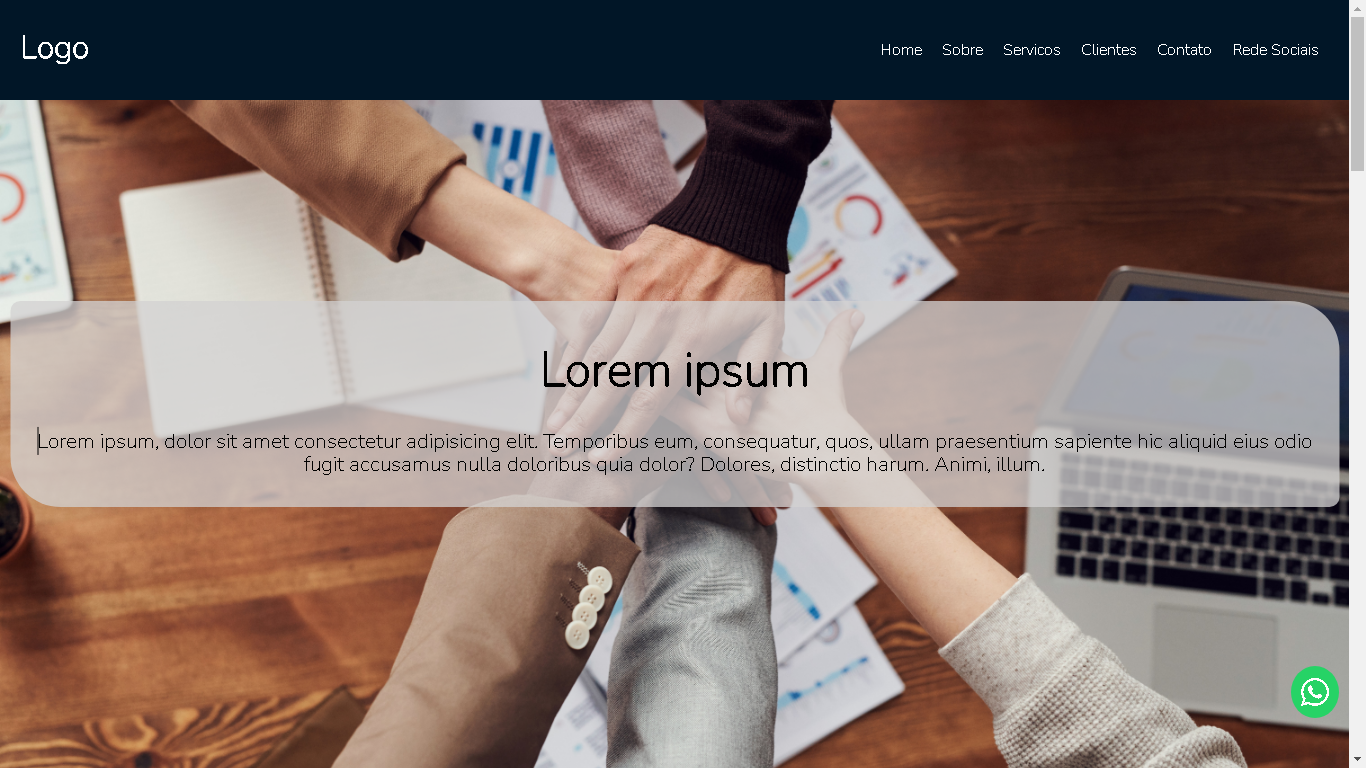 Logo
Home Sobre Servicos Clientes Contato Rede Sociais
Lorem ipsum
Lorem ipsum, dolor sit amet consectetur adipisicing elit. Temporibus eum, consequatur, quos, ullam praesentium sapiente hic aliquid eius odio
fugit accusamus nulla doloribus quia dolor? Dolores, distinctio harum. Animi, illum.